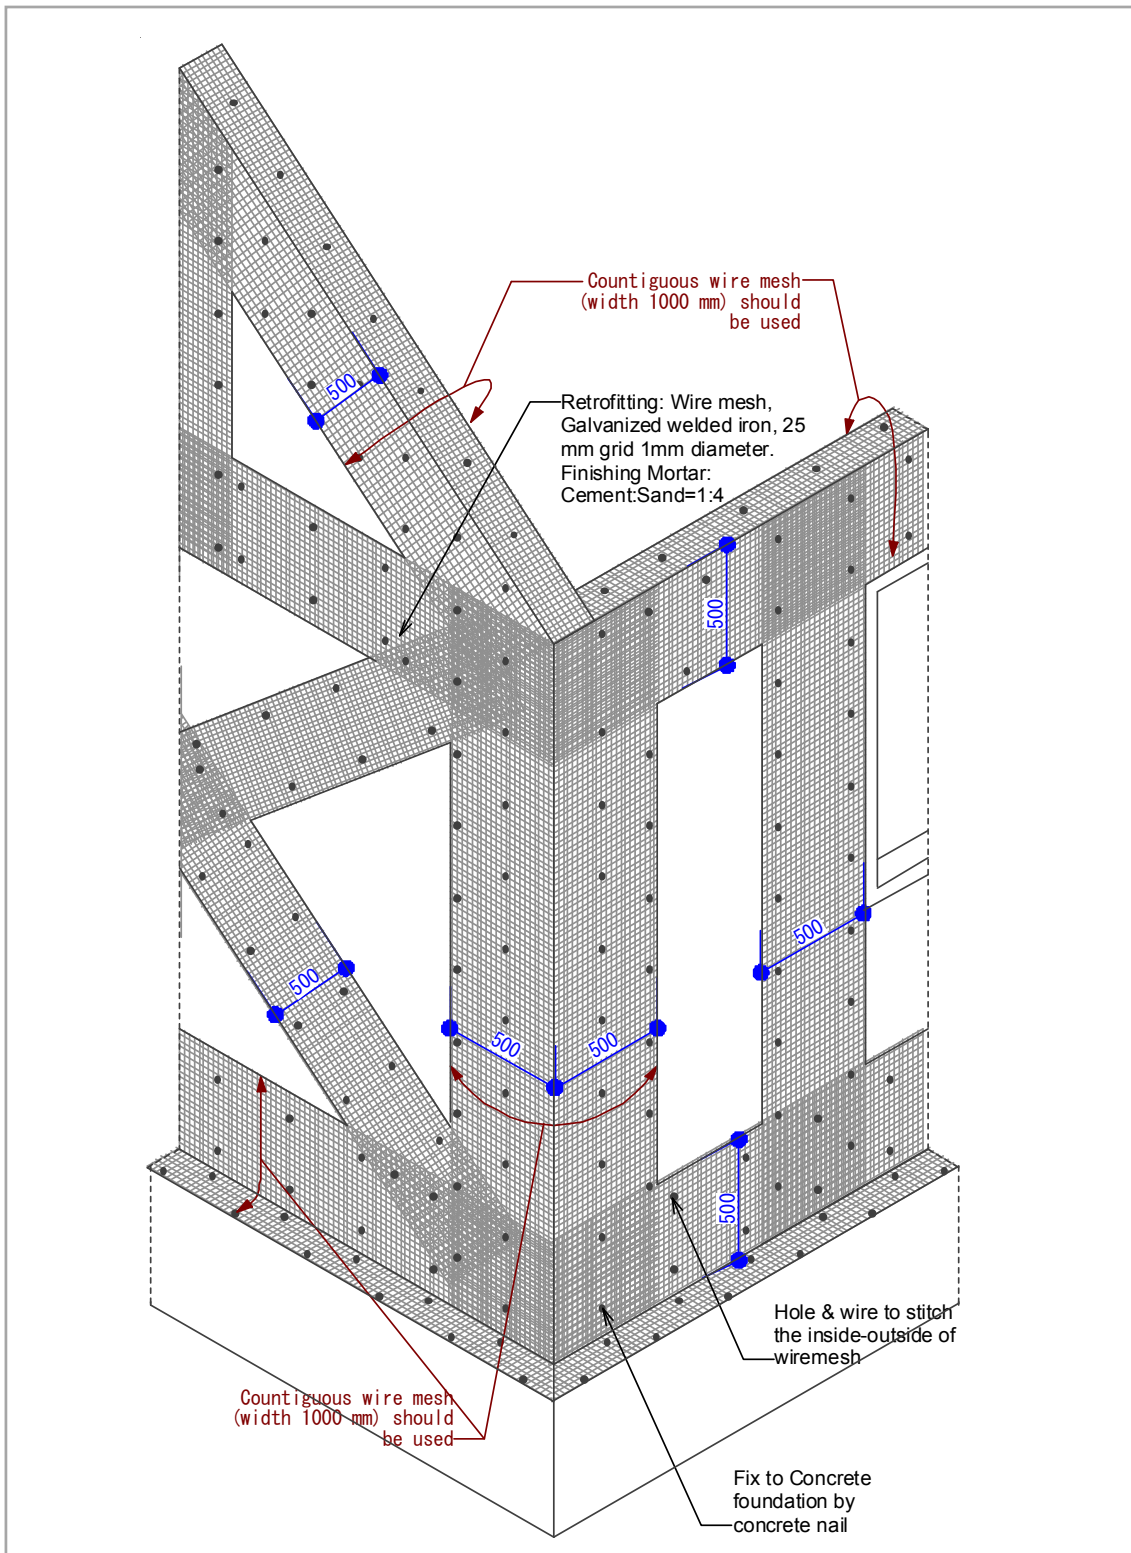 Countiguous wire mesh
(width 1000 mm) should
be used
500
Retrofitting: Wire mesh,
Galvanized welded iron, 25
mm grid 1mm diameter.
Finishing Mortar:
Cement:Sand=1:4
500
500
500
500
500
500
Hole & wire to stitch
the inside-outside of
wiremesh
Countiguous wire mesh
(width 1000 mm) should
be used
Fix to Concrete
foundation by
concrete nail